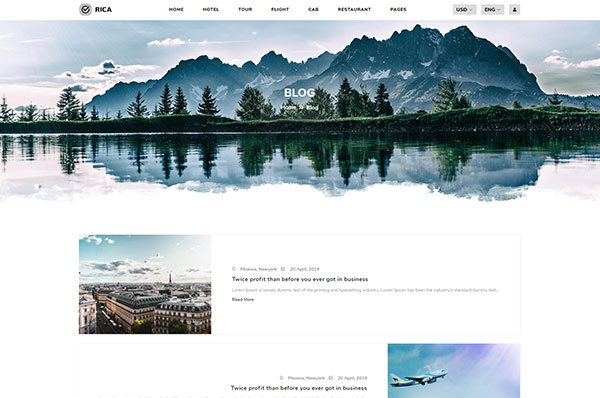 RICA
HOME HOTEL TOUR FLIGHT CAB RESTAURANT PAGES
USD ENG
BLOG
Home Blog
Phoenix, Newyork 20 April, 2019
Twice profit than before you ever got in business
Lorem Ipsum is simply dummy text of the printing and typesetting industry. Lorem Ipsum has been the industry's standard dummy text...
Read More
Phoenix, Newyork 20 April, 2019
Twice profit than before you ever got in business